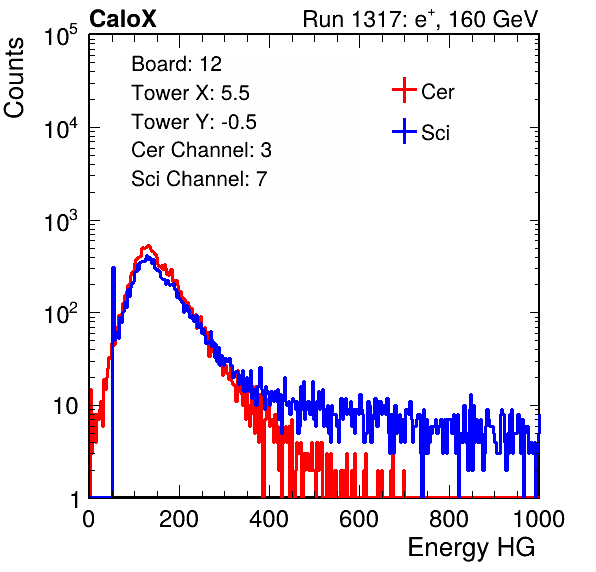 CaloX Run 1317: e⁺, 160 GeV
Board: 12
Tower X: 5.5
Tower Y: -0.5
Cer Channel: 3
Sci Channel: 7
Cer
Sci
Counts
10⁵
10⁴
10³
10²
10
1
0 200 400 600 800 1000
Energy HG